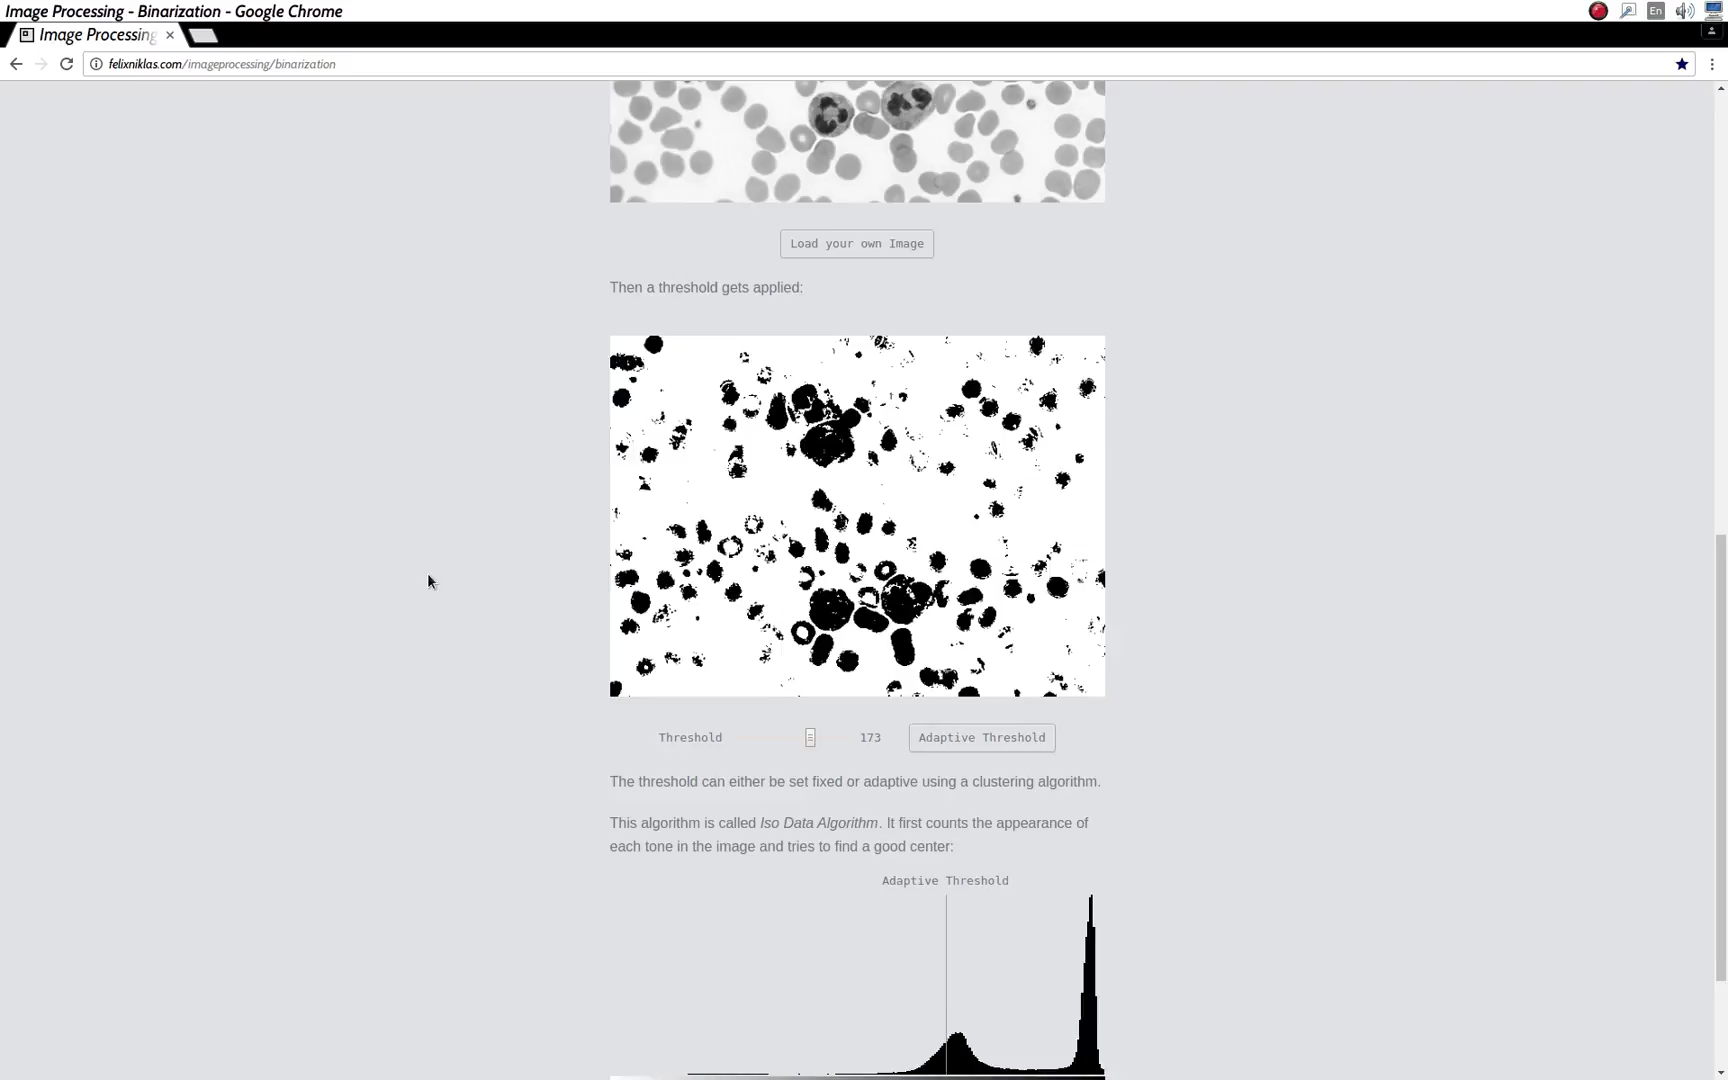 Image Processing - Binarization - Google Chrome
En
Image Processing
felixniklas.com/imageprocessing/binarization
Load your own Image
Then a threshold gets applied:
Threshold 173 Adaptive Threshold
The threshold can either be set fixed or adaptive using a clustering algorithm.
This algorithm is called Iso Data Algorithm. It first counts the appearance of
each tone in the image and tries to find a good center:
Adaptive Threshold